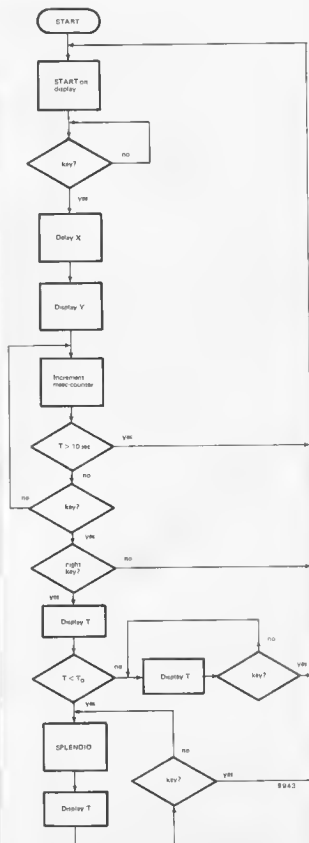 START
START on
display
key?
no
yes
Delay X
Display Y
Increment
msec-counter
T > 10 sec
yes
no
no
key?
yes
right
key?
no
yes
Display T
no
T < T₀
no
Display T
key?
yes
yes
SPLENDID
no
key?
yes
8943
Display T